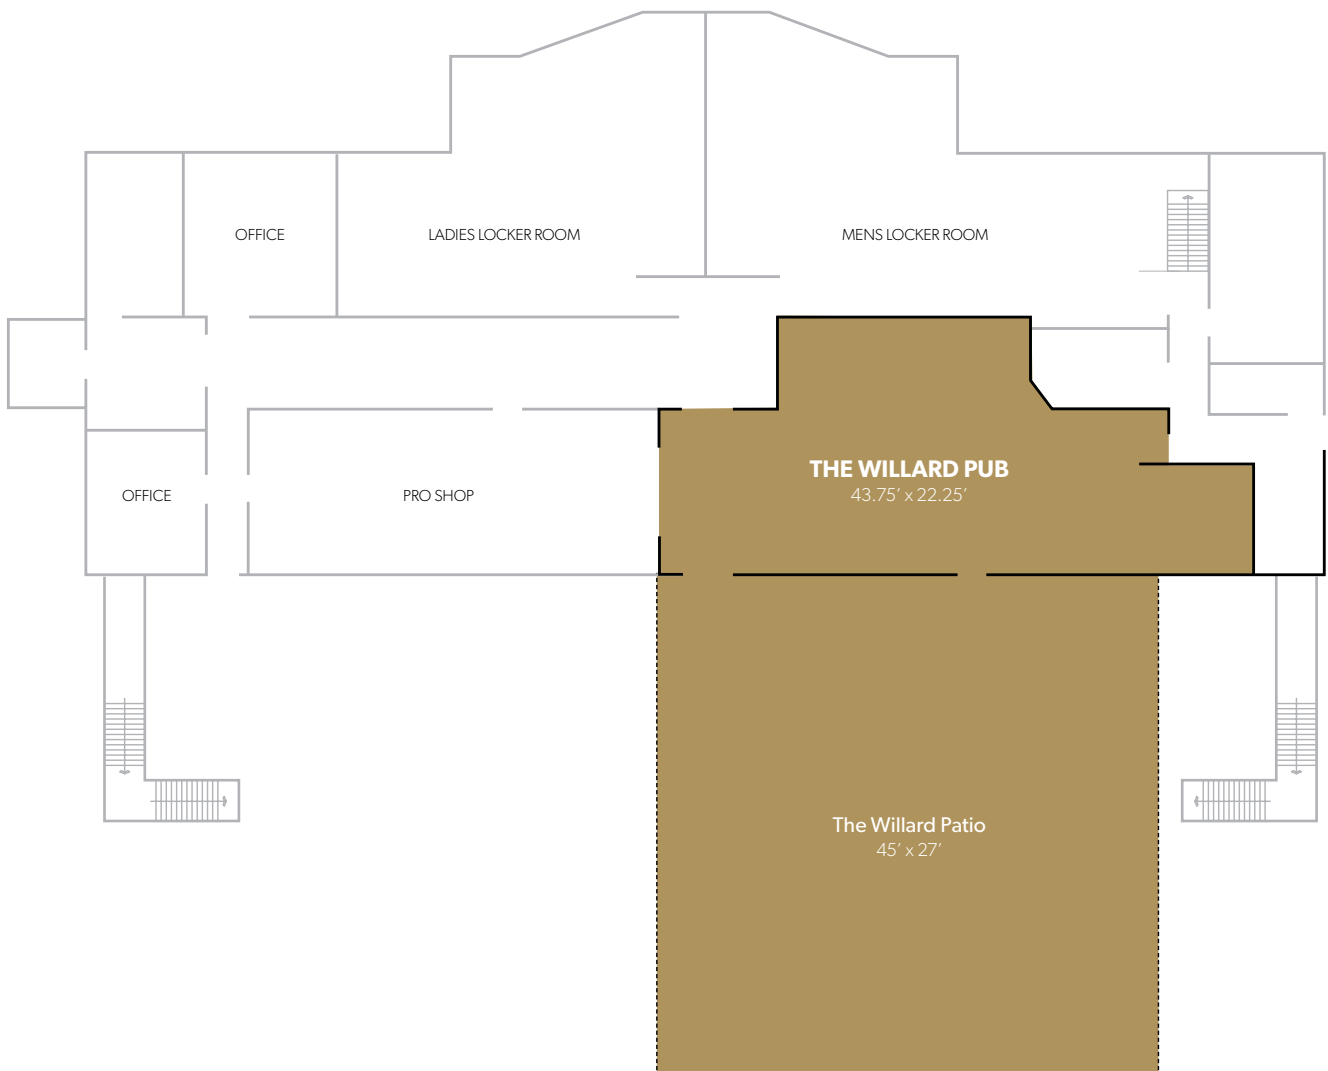 OFFICE
LADIES LOCKER ROOM
MENS LOCKER ROOM
THE WILLARD PUB
43.75’ x 22.25’
OFFICE
PRO SHOP
The Willard Patio
45’ x 27’